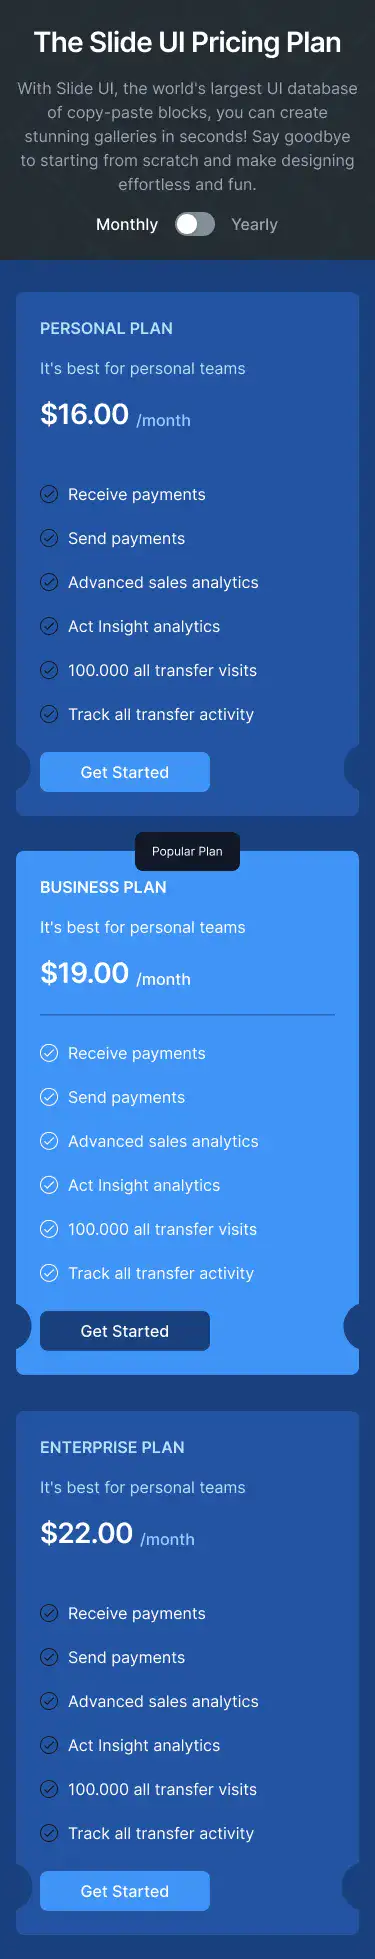 The Slide UI Pricing Plan
With Slide UI, the world's largest UI database
of copy-paste blocks, you can create
stunning galleries in seconds! Say goodbye
to starting from scratch and make designing
effortless and fun.
Monthly Yearly
PERSONAL PLAN
It's best for personal teams
$16.00 /month
Receive payments
Send payments
Advanced sales analytics
Act Insight analytics
100.000 all transfer visits
Track all transfer activity
Get Started
Popular Plan
BUSINESS PLAN
It's best for personal teams
$19.00 /month
Receive payments
Send payments
Advanced sales analytics
Act Insight analytics
100.000 all transfer visits
Track all transfer activity
Get Started
ENTERPRISE PLAN
It's best for personal teams
$22.00 /month
Receive payments
Send payments
Advanced sales analytics
Act Insight analytics
100.000 all transfer visits
Track all transfer activity
Get Started